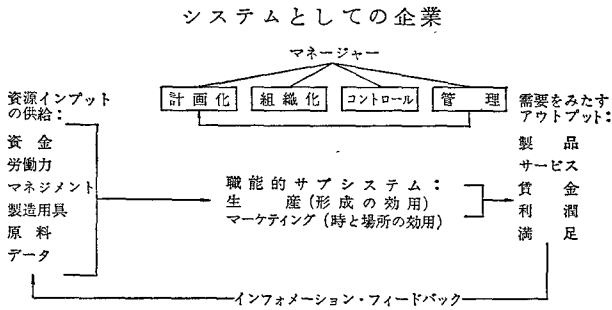 システムとしての企業
マネージャー
計画化 組織化 コントロール 管理
資源インプット
の供給：
資金
労働力
マネジメント
製造用具
原料
データ
職能的サプシステム：
生産(形成の効用)
マーケティング(時と場所の効用)
需要をみたす
アウトプット：
製品
サービス
賃金
利潤
満足
インフォメーション・フィードバック